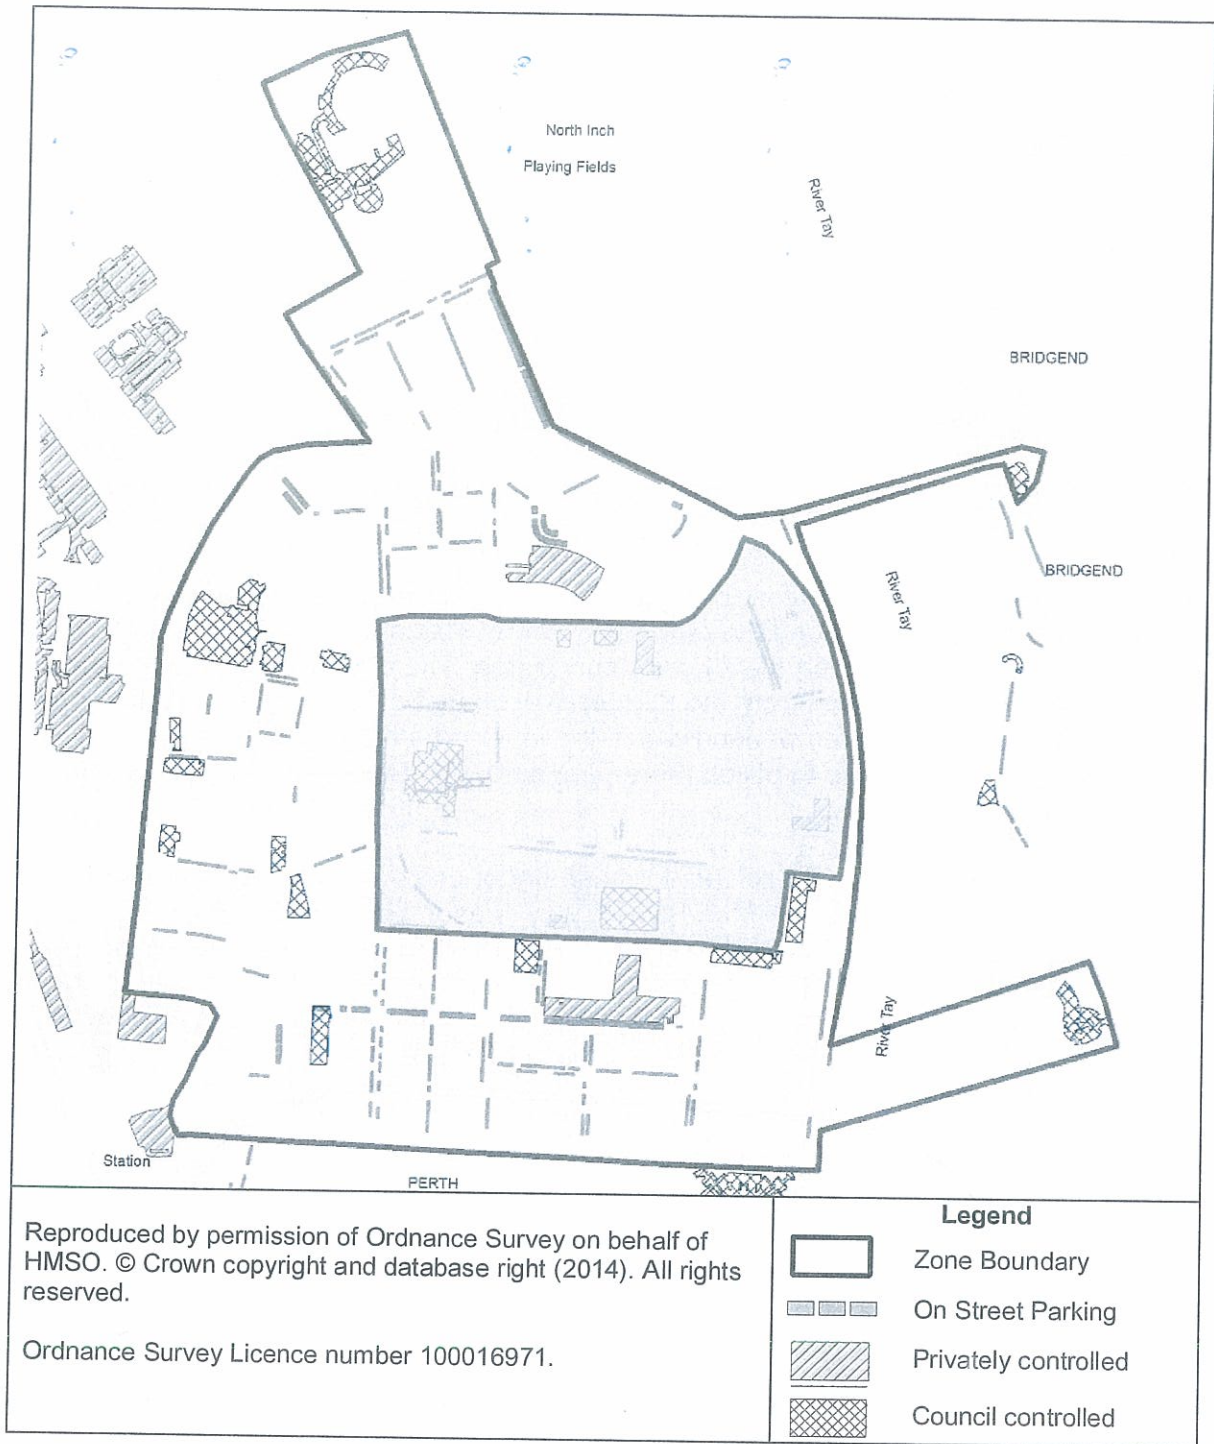 North Inch
Playing Fields
River Tay
BRIDGEND
BRIDGEND
River Tay
River Tay
Station
PERTH
Reproduced by permission of Ordnance Survey on behalf of
HMSO. © Crown copyright and database right (2014). All rights
reserved.
Ordnance Survey Licence number 100016971.
Legend
Zone Boundary
On Street Parking
Privately controlled
Council controlled